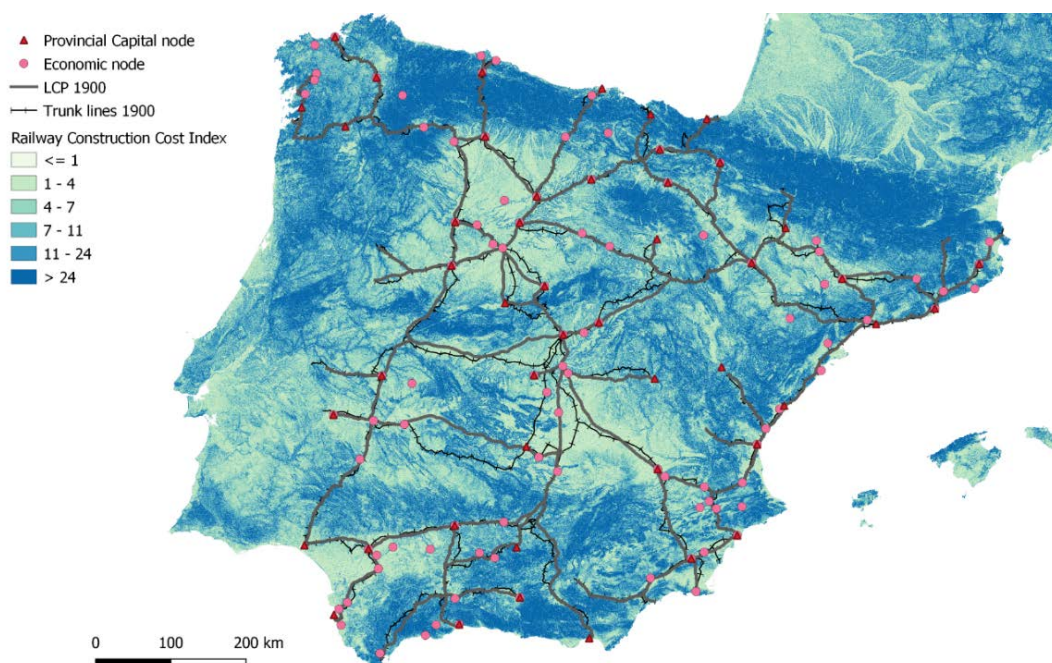 Provincial Capital node
Economic node
LCP 1900
Trunk lines 1900
Railway Construction Cost Index
<= 1
1 - 4
4 - 7
7 - 11
11 - 24
> 24
0 100 200 km